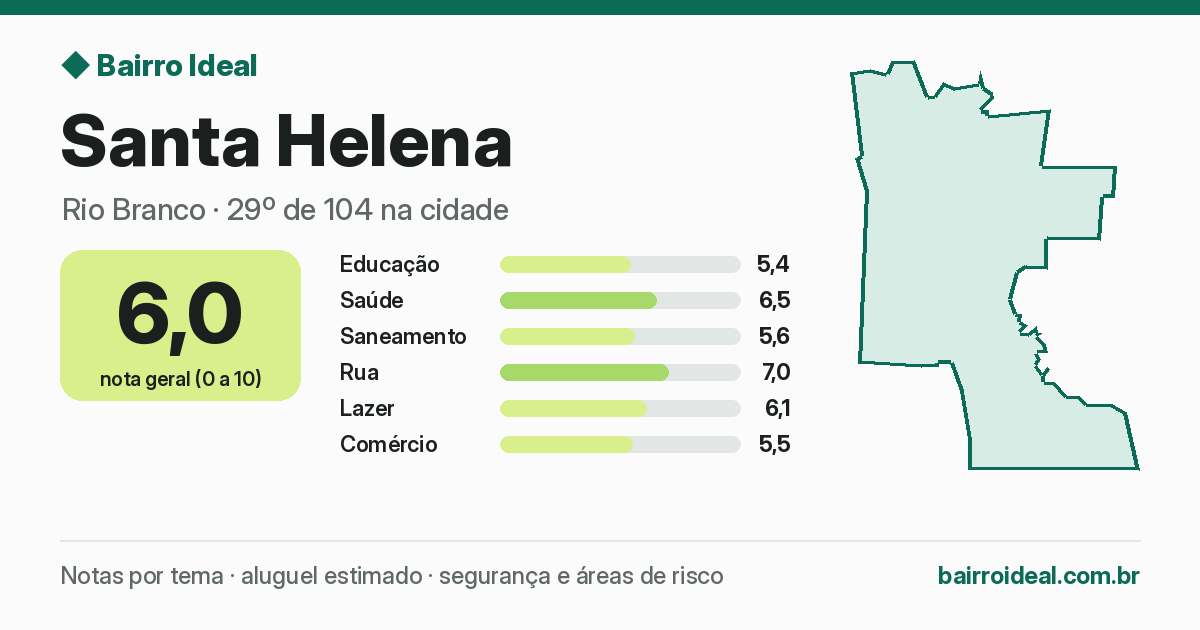 Bairro Ideal
Santa Helena
Rio Branco · 29º de 104 na cidade
6,0
nota geral (0 a 10)
Educação 5,4
Saúde 6,5
Saneamento 5,6
Rua 7,0
Lazer 6,1
Comércio 5,5
Notas por tema · aluguel estimado · segurança e áreas de risco
bairroideal.com.br